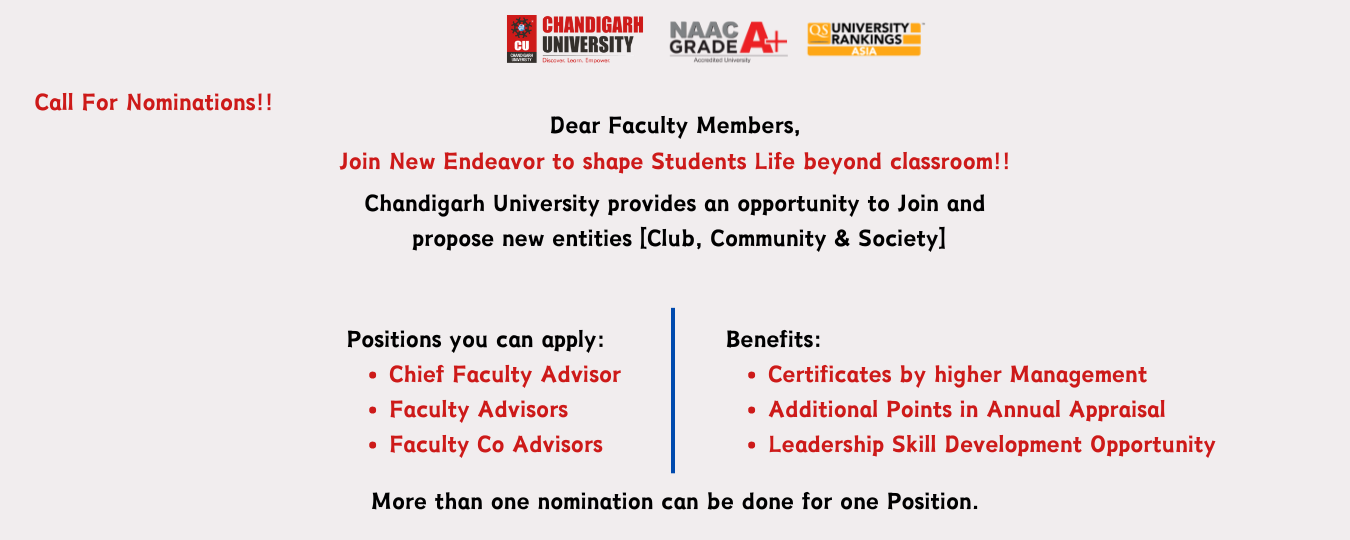 CU
CHANDIGARH
UNIVERSITY
CHANDIGARH
UNIVERSITY
Discover. Learn. Empower.
NAAC
GRADE A+
Accredited University
QS UNIVERSITY
RANKINGS
ASIA
Call For Nominations!!
Dear Faculty Members,
Join New Endeavor to shape Students Life beyond classroom!!
Chandigarh University provides an opportunity to Join and
propose new entities [Club, Community & Society]
Positions you can apply:
• Chief Faculty Advisor
• Faculty Advisors
• Faculty Co Advisors
Benefits:
• Certificates by higher Management
• Additional Points in Annual Appraisal
• Leadership Skill Development Opportunity
More than one nomination can be done for one Position.